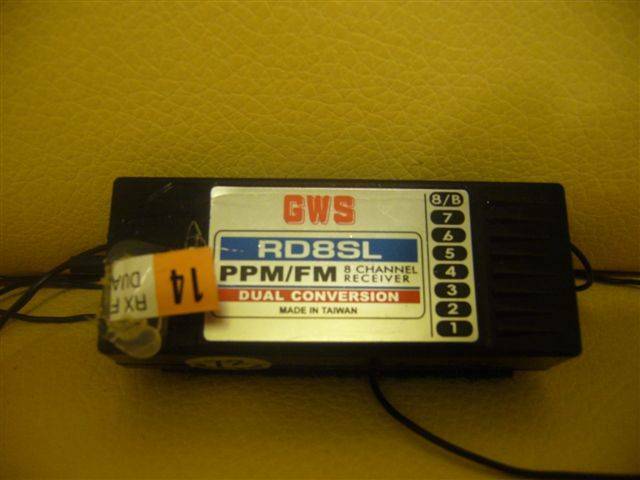 GWS
RD8SL
PPM/FM 8 CHANNEL RECEIVER
DUAL CONVERSION
MADE IN TAIWAN
8/B
7
6
5
4
3
2
1
14
RX F
DUA
72